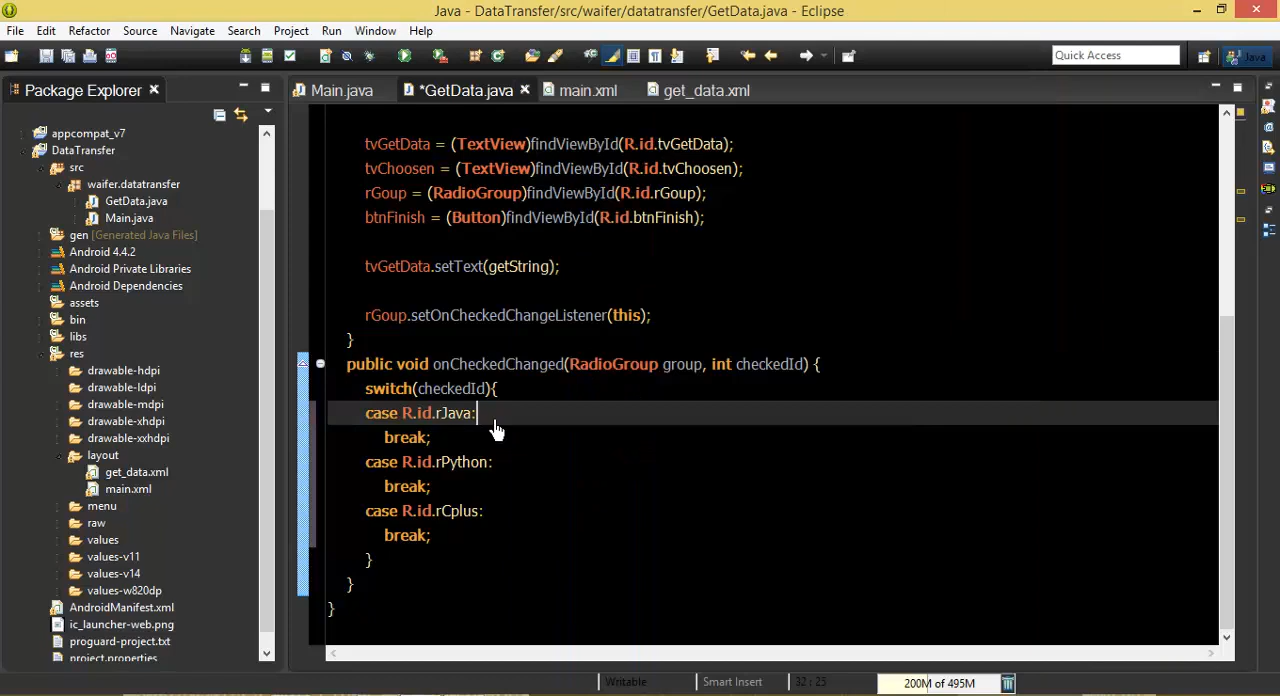 Java - DataTransfer/src/waifer/datatransfer/GetData.java - Eclipse
File Edit Refactor Source Navigate Search Project Run Window Help
Quick Access
Java
Package Explorer
Main.java
*GetData.java
main.xml
get_data.xml
appcompat_v7
DataTransfer
src
waifer.datatransfer
GetData.java
Main.java
gen [Generated Java Files]
Android 4.4.2
Android Private Libraries
Android Dependencies
assets
bin
libs
res
drawable-hdpi
drawable-ldpi
drawable-mdpi
drawable-xhdpi
drawable-xxhdpi
layout
get_data.xml
main.xml
menu
raw
values
values-v11
values-v14
values-w820dp
AndroidManifest.xml
ic_launcher-web.png
proguard-project.txt
project.properties
tvGetData = (TextView)findViewById(R.id.tvGetData);
tvChoosen = (TextView)findViewById(R.id.tvChoosen);
rGoup = (RadioGroup)findViewById(R.id.rGoup);
btnFinish = (Button)findViewById(R.id.btnFinish);
tvGetData.setText(getString);
rGoup.setOnCheckedChangeListener(this);
}
public void onCheckedChanged(RadioGroup group, int checkedId) {
switch(checkedId){
case R.id.rJava:
break;
case R.id.rPython:
break;
case R.id.rCplus:
break;
}
}
}
Writable
Smart Insert
32 : 25
200M of 495M